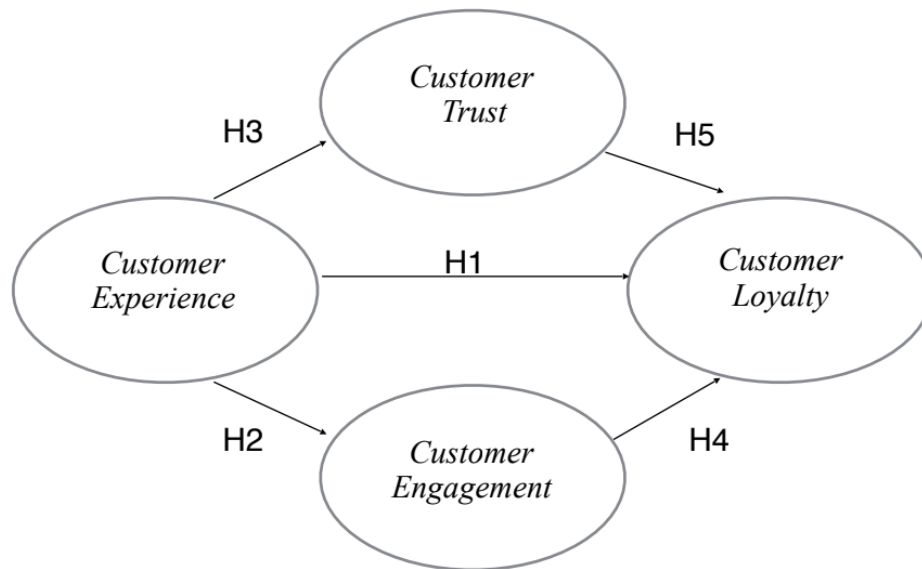 Customer
Trust
H3
H5
Customer
Experience
H1
Customer
Loyalty
H2
Customer
Engagement
H4